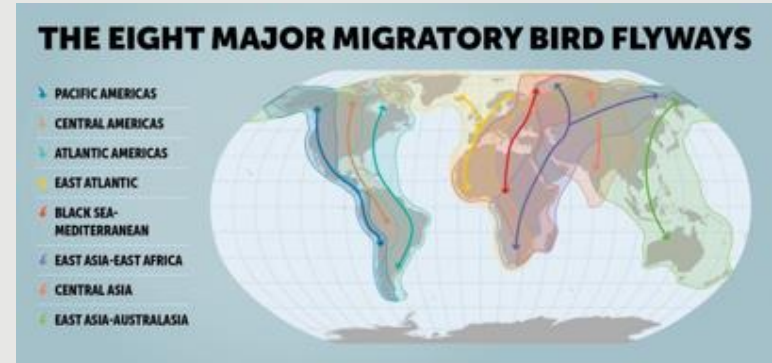 THE EIGHT MAJOR MIGRATORY BIRD FLYWAYS
PACIFIC AMERICAS
CENTRAL AMERICAS
ATLANTIC AMERICAS
EAST ATLANTIC
BLACK SEA-
MEDITERRANEAN
EAST ASIA-EAST AFRICA
CENTRAL ASIA
EAST ASIA-AUSTRALASIA